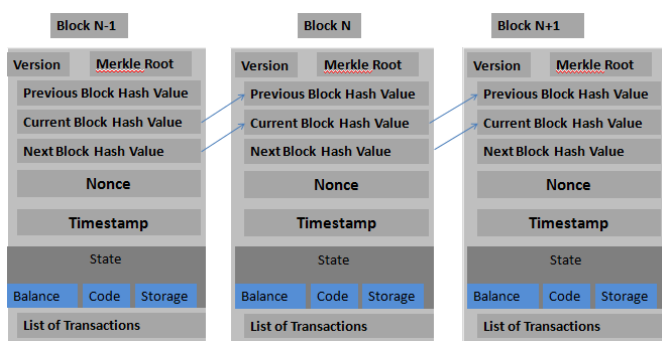 Block N-1
Block N
Block N+1
Version
Merkle Root
Previous Block Hash Value
Current Block Hash Value
Next Block Hash Value
Nonce
Timestamp
State
Balance
Code
Storage
List of Transactions
Version
Merkle Root
Previous Block Hash Value
Current Block Hash Value
Next Block Hash Value
Nonce
Timestamp
State
Balance
Code
Storage
List of Transactions
Version
Merkle Root
Previous Block Hash Value
Current Block Hash Value
Next Block Hash Value
Nonce
Timestamp
State
Balance
Code
Storage
List of Transactions